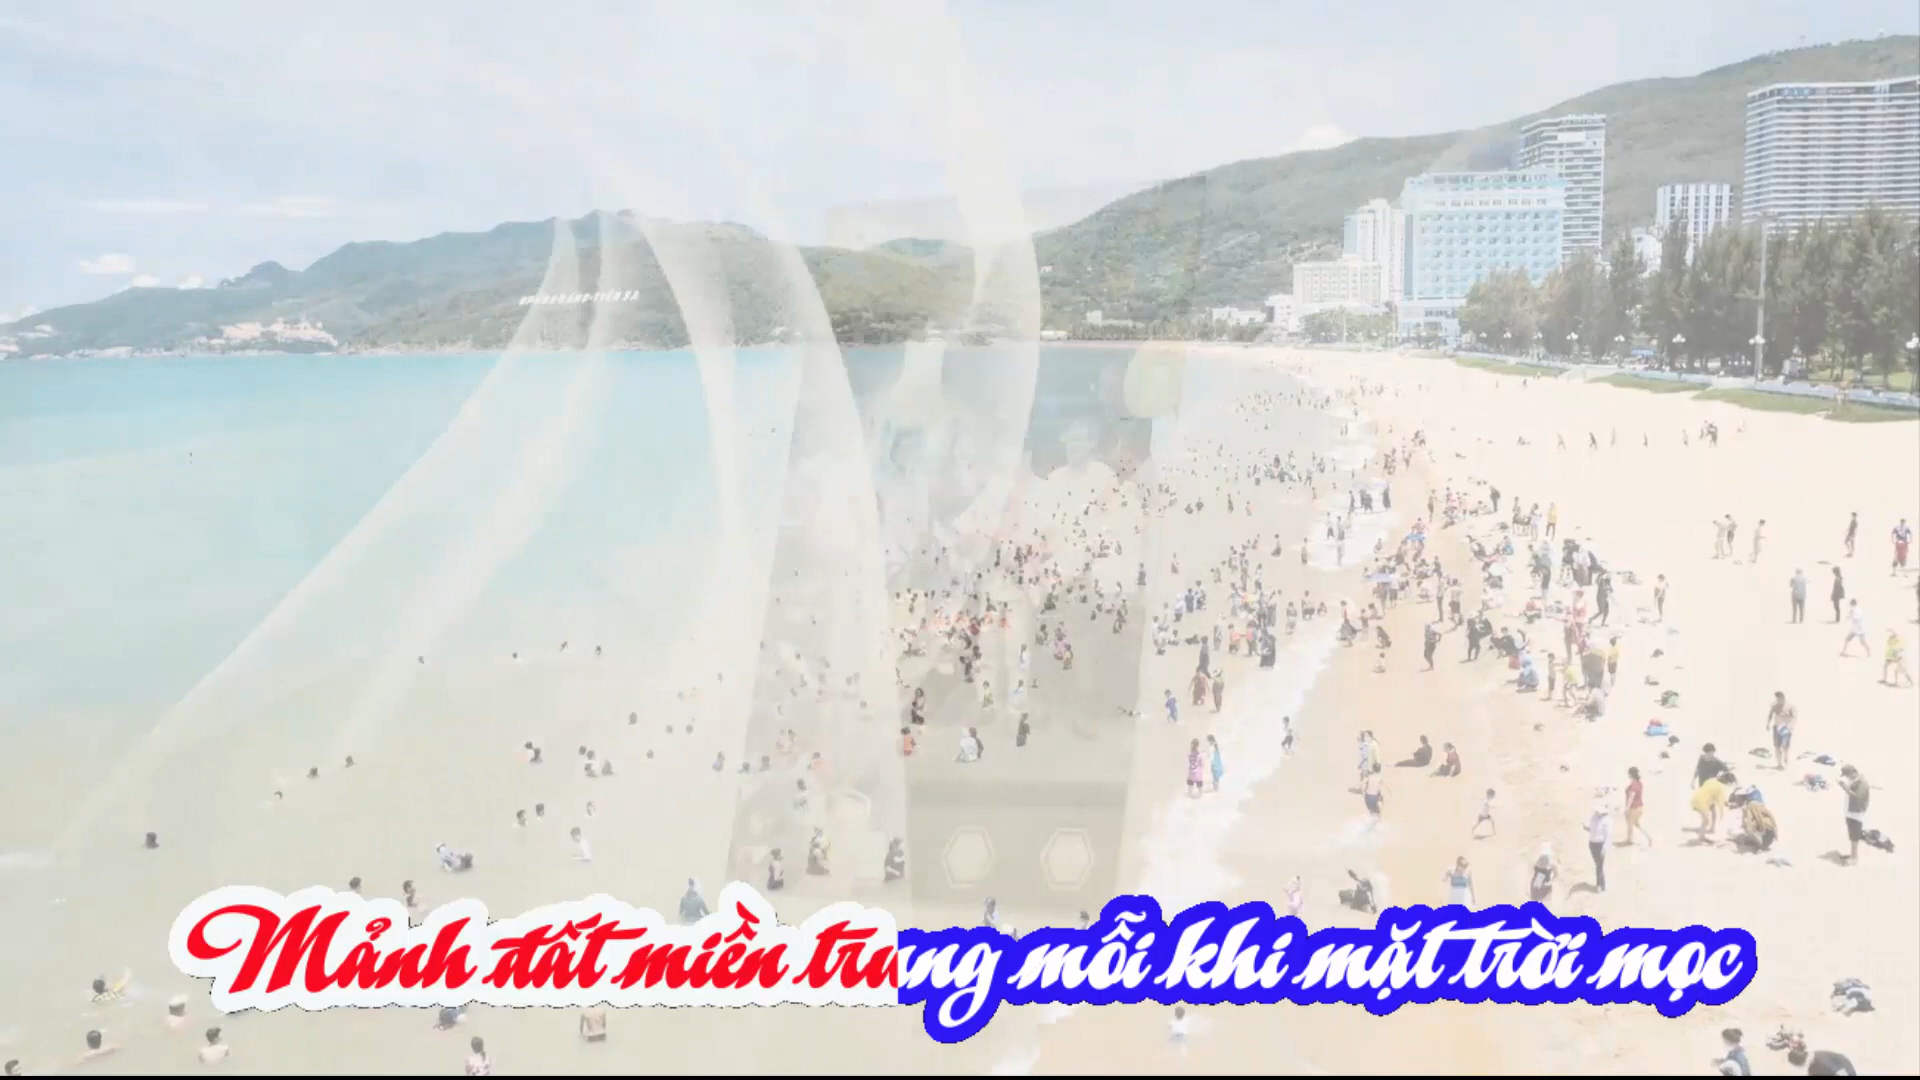 Mảnh đất miền trung mỗi khi mặt trời mọc